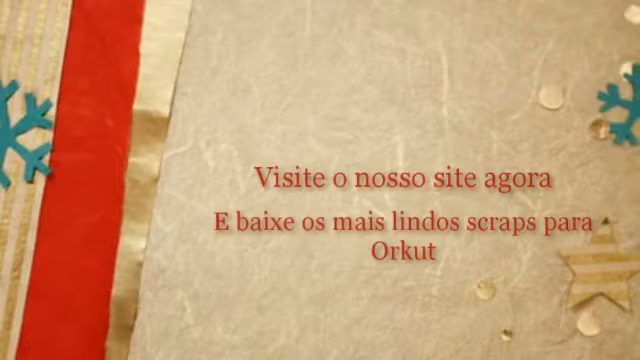 Visite o nosso site agora
E baixe os mais lindos scraps para
Orkut